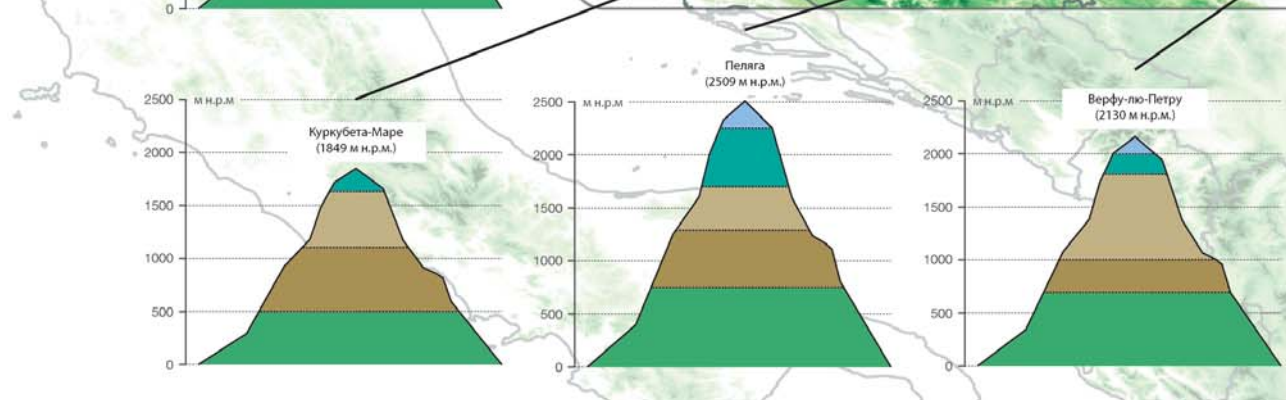 0
Пеляга
(2509 м н.р.м.)
Куркубета-Маре
(1849 м н.р.м.)
Верфу-лю-Петру
(2130 м н.р.м.)
м н.р.м
2500
2000
1500
1000
500
0
м н.р.м
2500
2000
1500
1000
500
0
м н.р.м
2500
2000
1500
1000
500
0